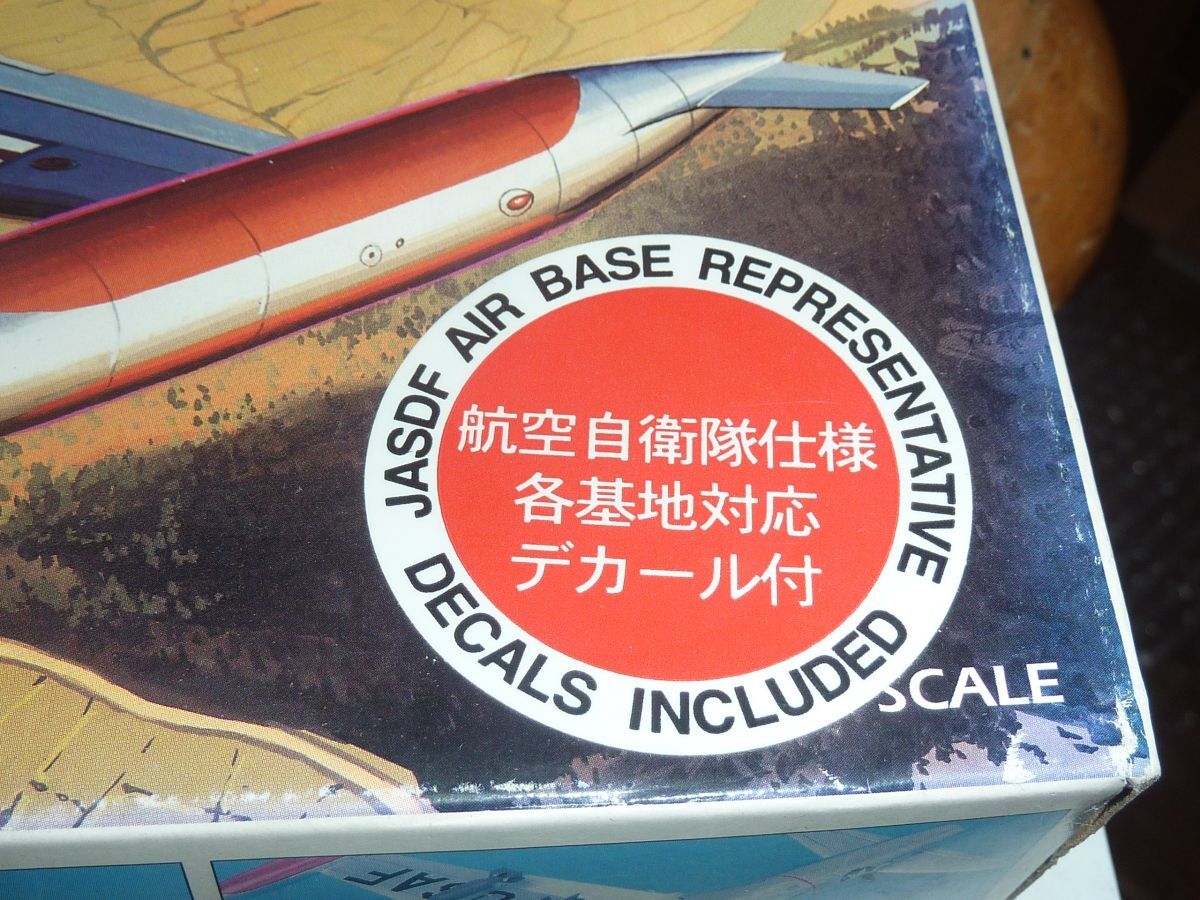 JASDF AIR BASE REPRESENTATIVE
航空自衛隊仕様
各基地対応
デカール付
DECALS INCLUDED
SCALE